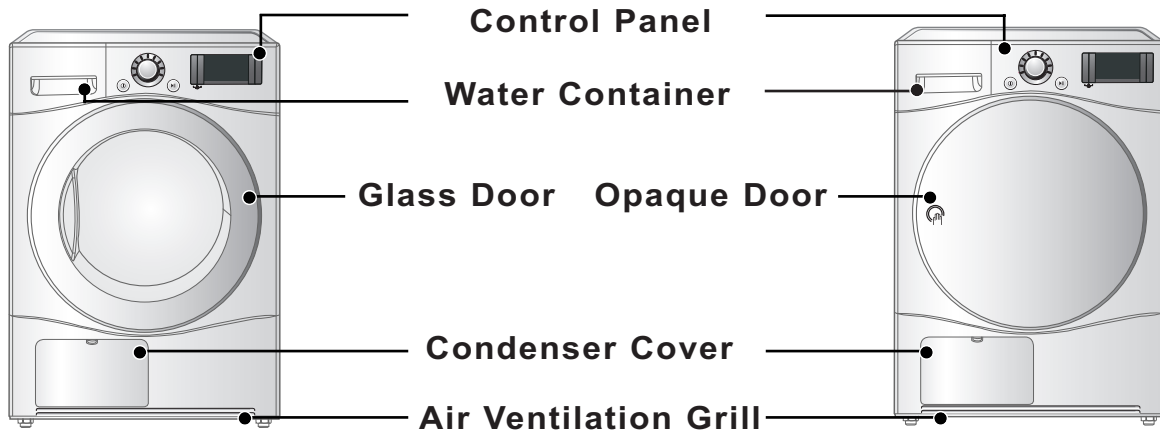 Control Panel
Water Container
Glass Door Opaque Door
Condenser Cover
Air Ventilation Grill